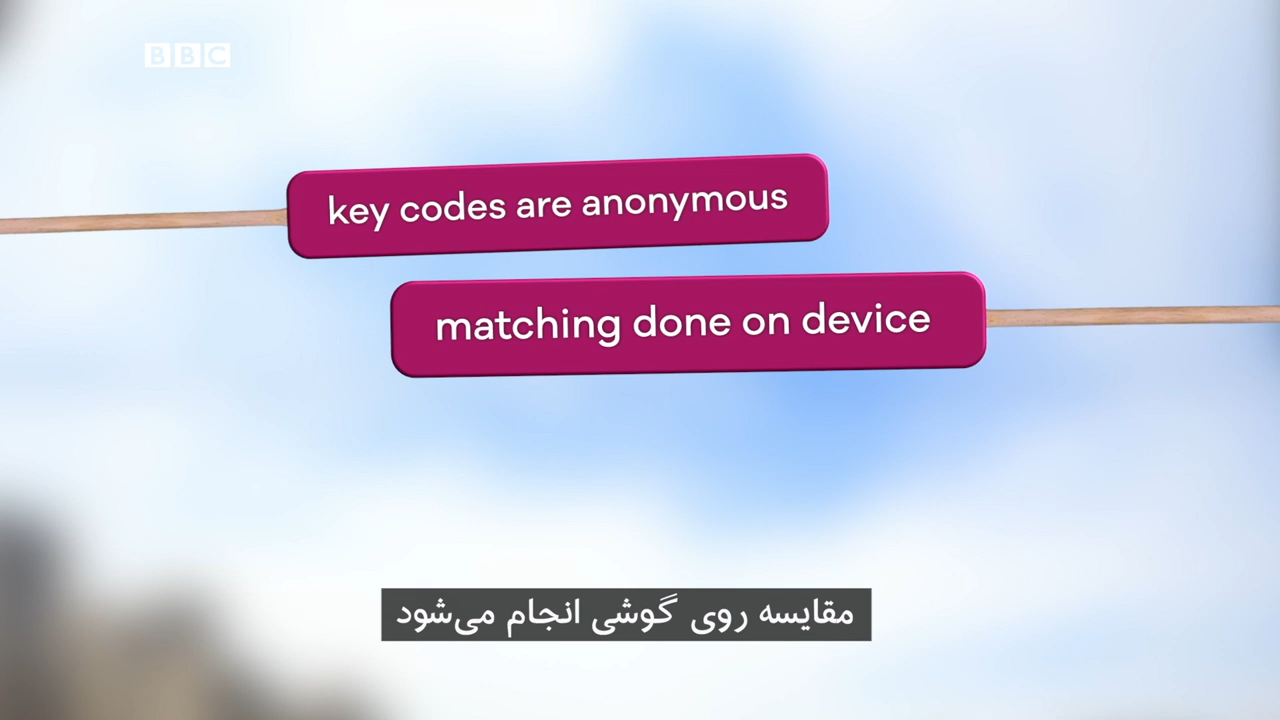 BBC
key codes are anonymous
matching done on device
مقایسه روی گوشی انجام می‌شود